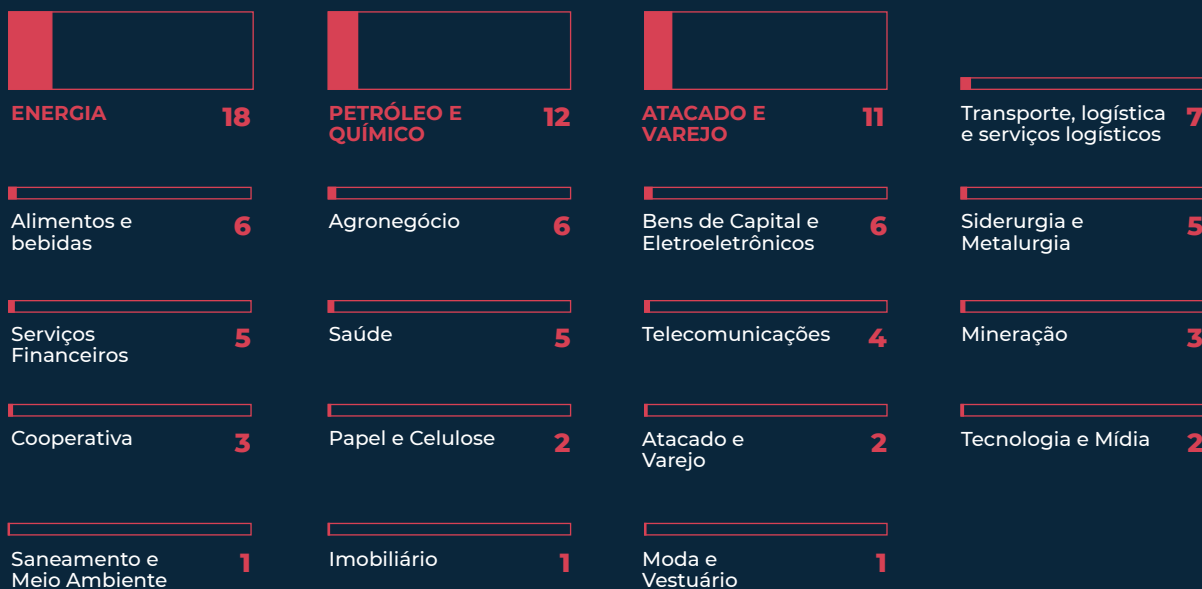 ENERGIA 18
PETRÓLEO E QUÍMICO 12
ATACADO E VAREJO 11
Transporte, logística e serviços logísticos 7
Alimentos e bebidas 6
Agronegócio 6
Bens de Capital e Eletroeletrônicos 6
Siderurgia e Metalurgia 5
Serviços Financeiros 5
Saúde 5
Telecomunicações 4
Mineração 3
Cooperativa 3
Papel e Celulose 2
Atacado e Varejo 2
Tecnologia e Mídia 2
Saneamento e Meio Ambiente 1
Imobiliário 1
Moda e Vestuário 1